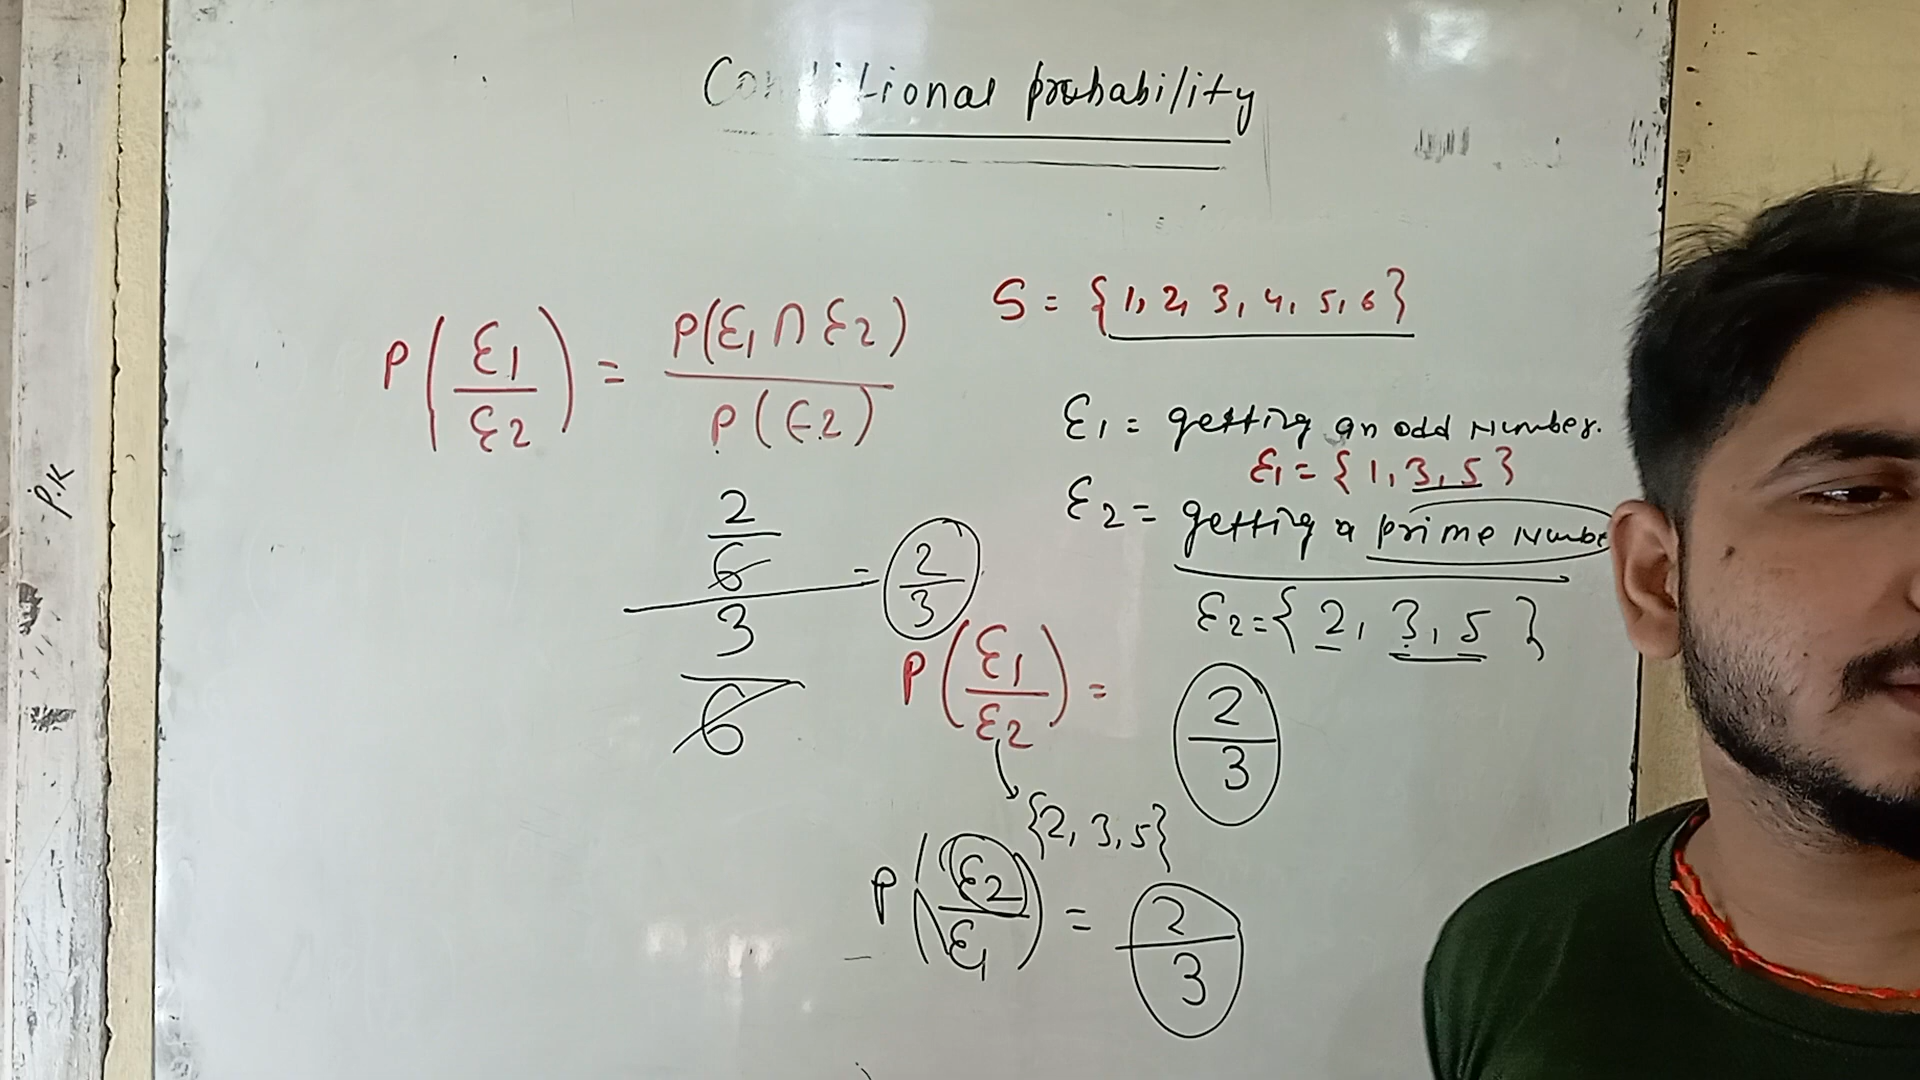 Conditional probability
P(E1/E2) = P(E1 ∩ E2)/P(E2)
S = {1, 2, 3, 4, 5, 6}
E1 = getting an odd Number.
E1 = {1, 3, 5}
E2 = getting a prime Numbe
E2 = {2, 3, 5}
2/6 / 3/6 = 2/3
P(E1/E2) = 2/3
{2, 3, 5}
P(E2/E1) = 2/3
P.K